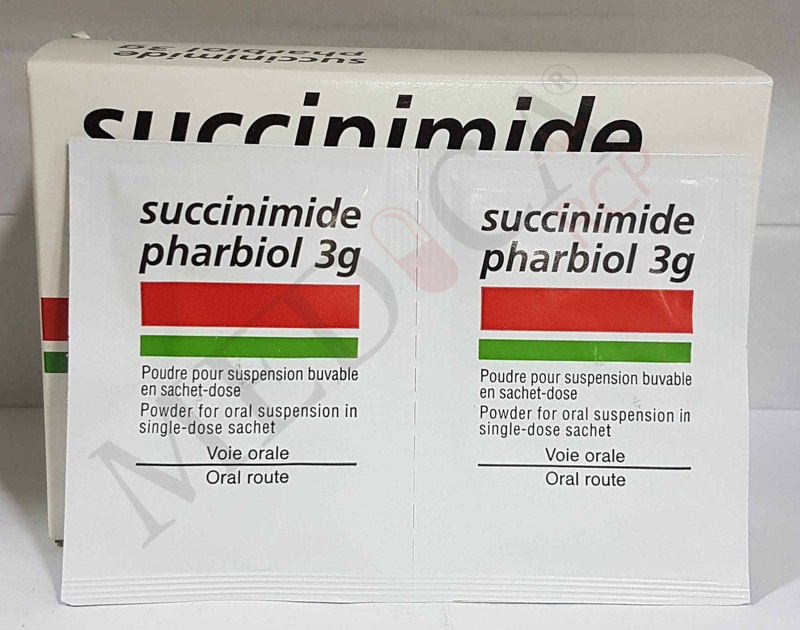 succinimide
pharbiol 3g
succinimide
succinimide
pharbiol 3g
Poudre pour suspension buvable
en sachet-dose
Powder for oral suspension in
single-dose sachet
Voie orale
Oral route
succinimide
pharbiol 3g
Poudre pour suspension buvable
en sachet-dose
Powder for oral suspension in
single-dose sachet
Voie orale
Oral route
MEDICA®
RCP